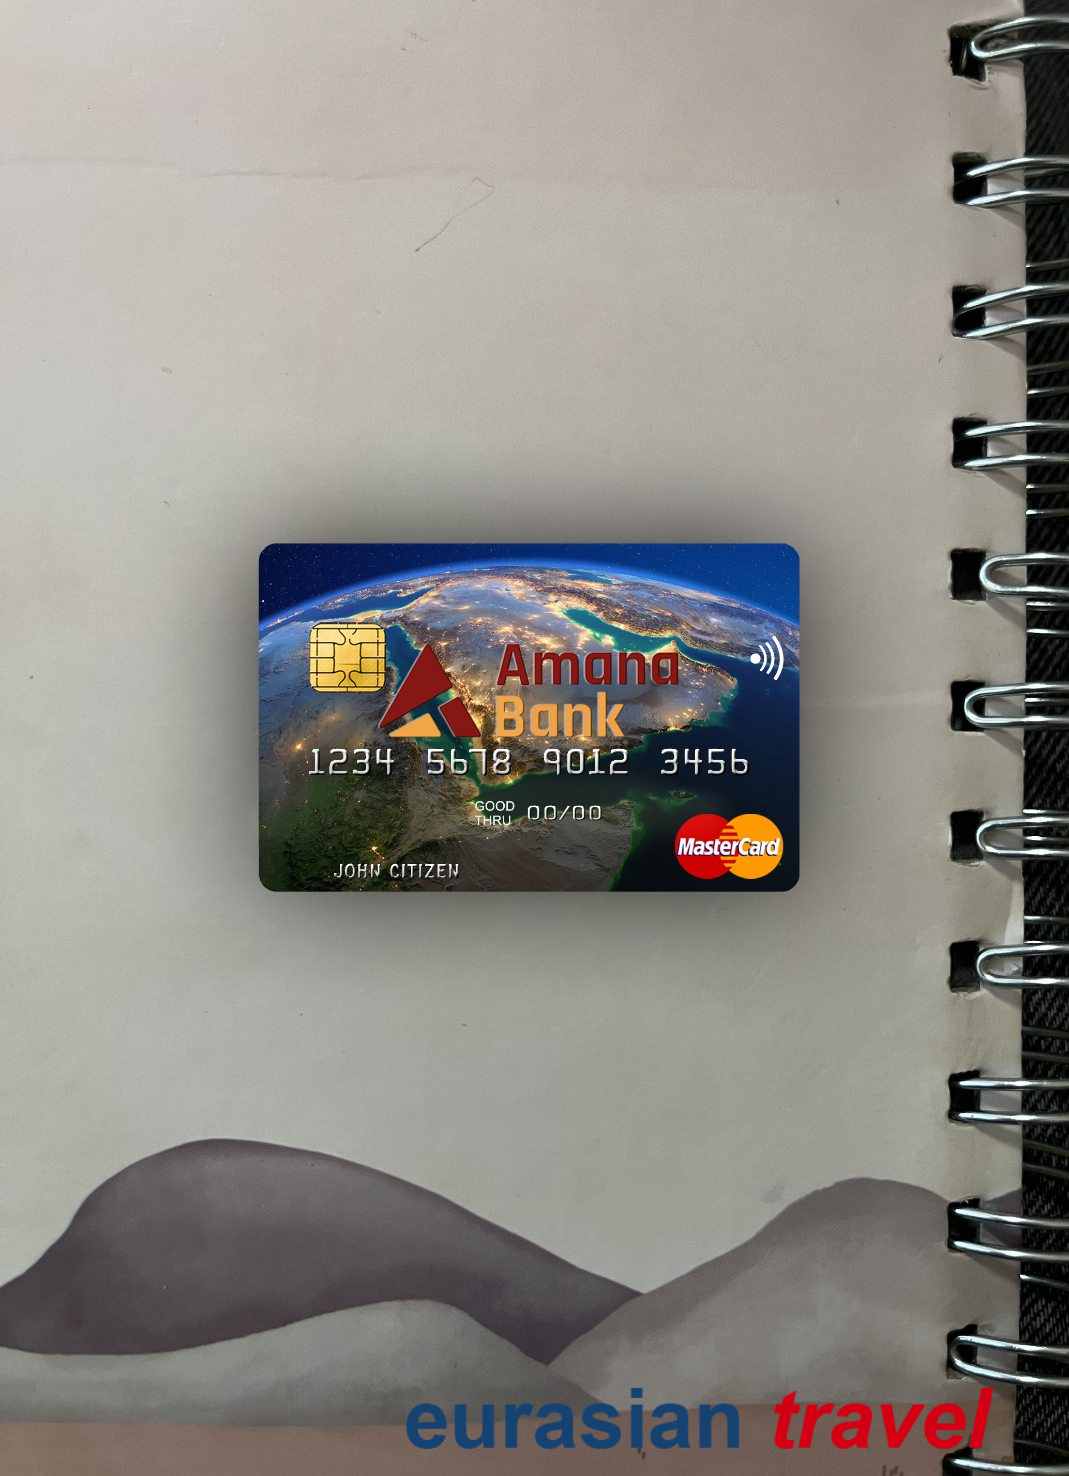 Amana
Bank
1234 5678 9012 3456
GOOD
THRU 00/00
MasterCard
JOHN CITIZEN
eurasian travel